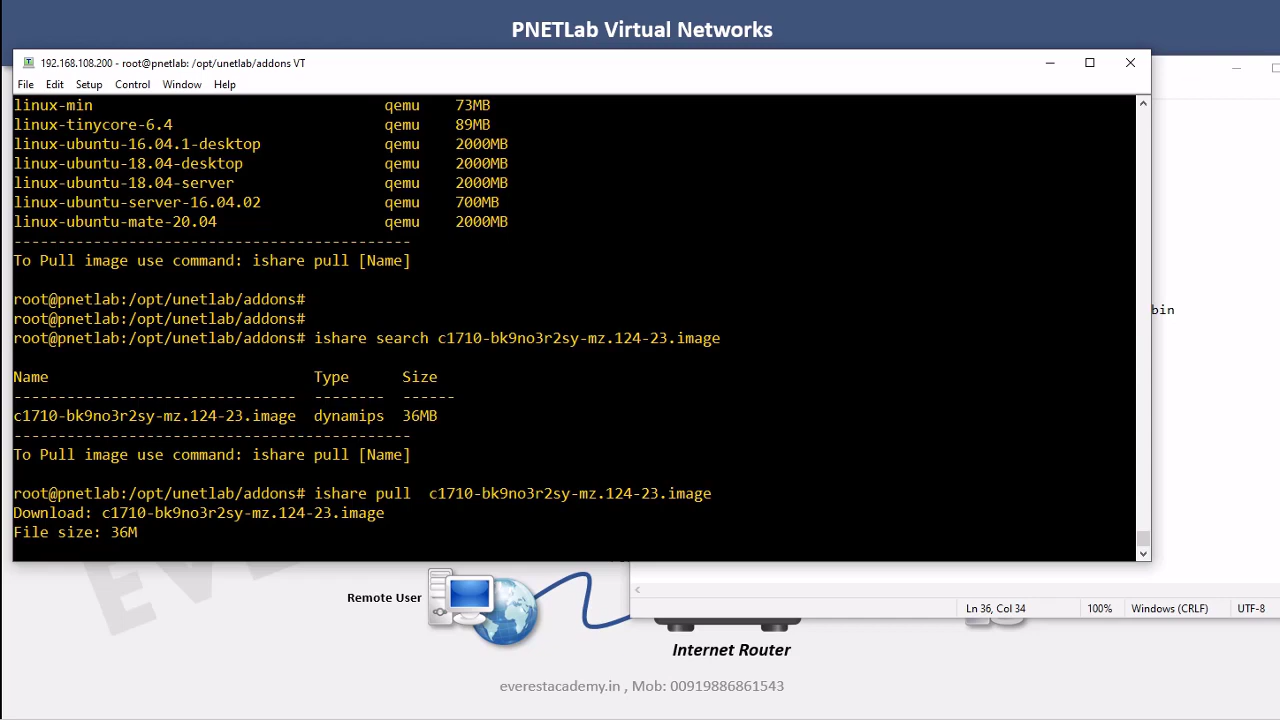 PNETLab Virtual Networks
192.168.108.200 - root@pnetlab: /opt/unetlab/addons VT
File Edit Setup Control Window Help
linux-min qemu 73MB
linux-tinycore-6.4 qemu 89MB
linux-ubuntu-16.04.1-desktop qemu 2000MB
linux-ubuntu-18.04-desktop qemu 2000MB
linux-ubuntu-18.04-server qemu 2000MB
linux-ubuntu-server-16.04.02 qemu 700MB
linux-ubuntu-mate-20.04 qemu 2000MB
---------------------------------------------
To Pull image use command: ishare pull [Name]
root@pnetlab:/opt/unetlab/addons#
root@pnetlab:/opt/unetlab/addons#
root@pnetlab:/opt/unetlab/addons# ishare search c1710-bk9no3r2sy-mz.124-23.image
Name Type Size
-------------------------------- -------- ------
c1710-bk9no3r2sy-mz.124-23.image dynamips 36MB
---------------------------------------------
To Pull image use command: ishare pull [Name]
root@pnetlab:/opt/unetlab/addons# ishare pull  c1710-bk9no3r2sy-mz.124-23.image
Download: c1710-bk9no3r2sy-mz.124-23.image
File size: 36M
bin
Remote User
Ln 36, Col 34 100% Windows (CRLF) UTF-8
Internet Router
everestacademy.in , Mob: 00919886861543